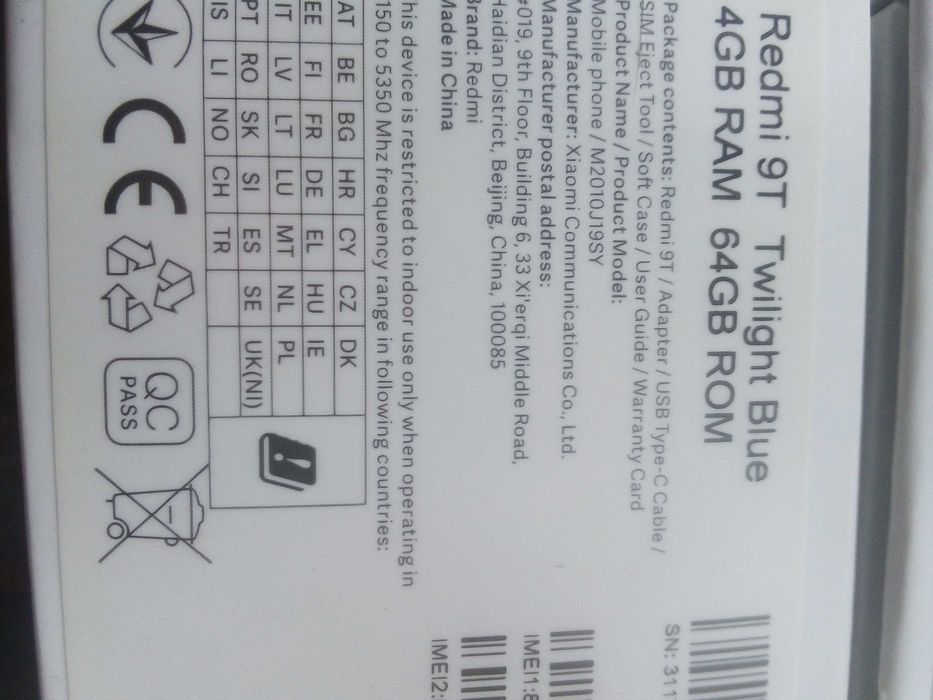 Redmi 9T Twilight Blue
4GB RAM 64GB ROM
Package contents: Redmi 9T / Adapter / USB Type-C Cable /
SIM Eject Tool / Soft Case / User Guide / Warranty Card
Product Name / Product Model:
Mobile phone / M2010J19SY
Manufacturer: Xiaomi Communications Co., Ltd.
Manufacturer postal address:
#019, 9th Floor, Building 6, 33 Xi'erqi Middle Road,
Haidian District, Beijing, China, 100085
Brand: Redmi
Made in China
This device is restricted to indoor use only when operating in
150 to 5350 Mhz frequency range in following countries:
AT BE BG HR CY CZ DK
EE FI FR DE EL HU IE
IT LV LT LU MT NL PL
PT RO SK SI ES SE UK(NI)
IS LI NO CH TR
CE
QC
PASS
SN: 311
IMEI1:8
IMEI2: